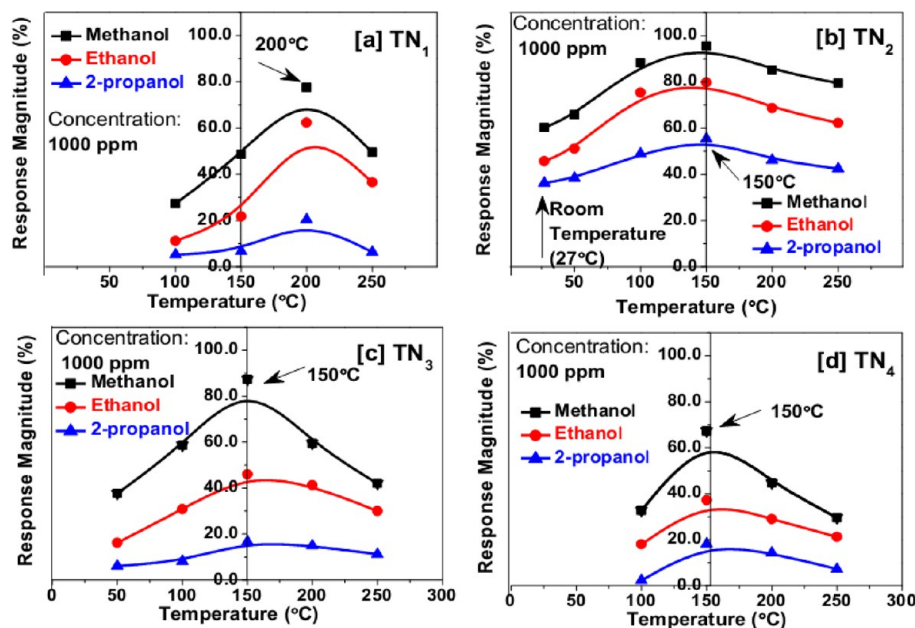 Response Magnitude (%)
100.0
80.0
60.0
40.0
20.0
0.0
Methanol
Ethanol
2-propanol
Concentration:
1000 ppm
200°C
[a] TN1
0 50 100 150 200 250 300
Temperature (°C)
Response Magnitude (%)
Concentration:
1000 ppm
100.0
80.0
60.0
40.0
20.0
0.0
[b] TN2
150°C
Room
Temperature
(27°C)
Methanol
Ethanol
2-propanol
0 50 100 150 200 250 300
Temperature (°C)
Response Magnitude (%)
Concentration:
1000 ppm
Methanol
Ethanol
2-propanol
100.0
80.0
60.0
40.0
20.0
0.0
150°C
[c] TN3
0 50 100 150 200 250 300
Temperature (°C)
Response Magnitude (%)
Concentration:
1000 ppm
Methanol
Ethanol
2-propanol
100.0
80.0
60.0
40.0
20.0
0.0
150°C
[d] TN4
0 50 100 150 200 250 300
Temperature (°C)